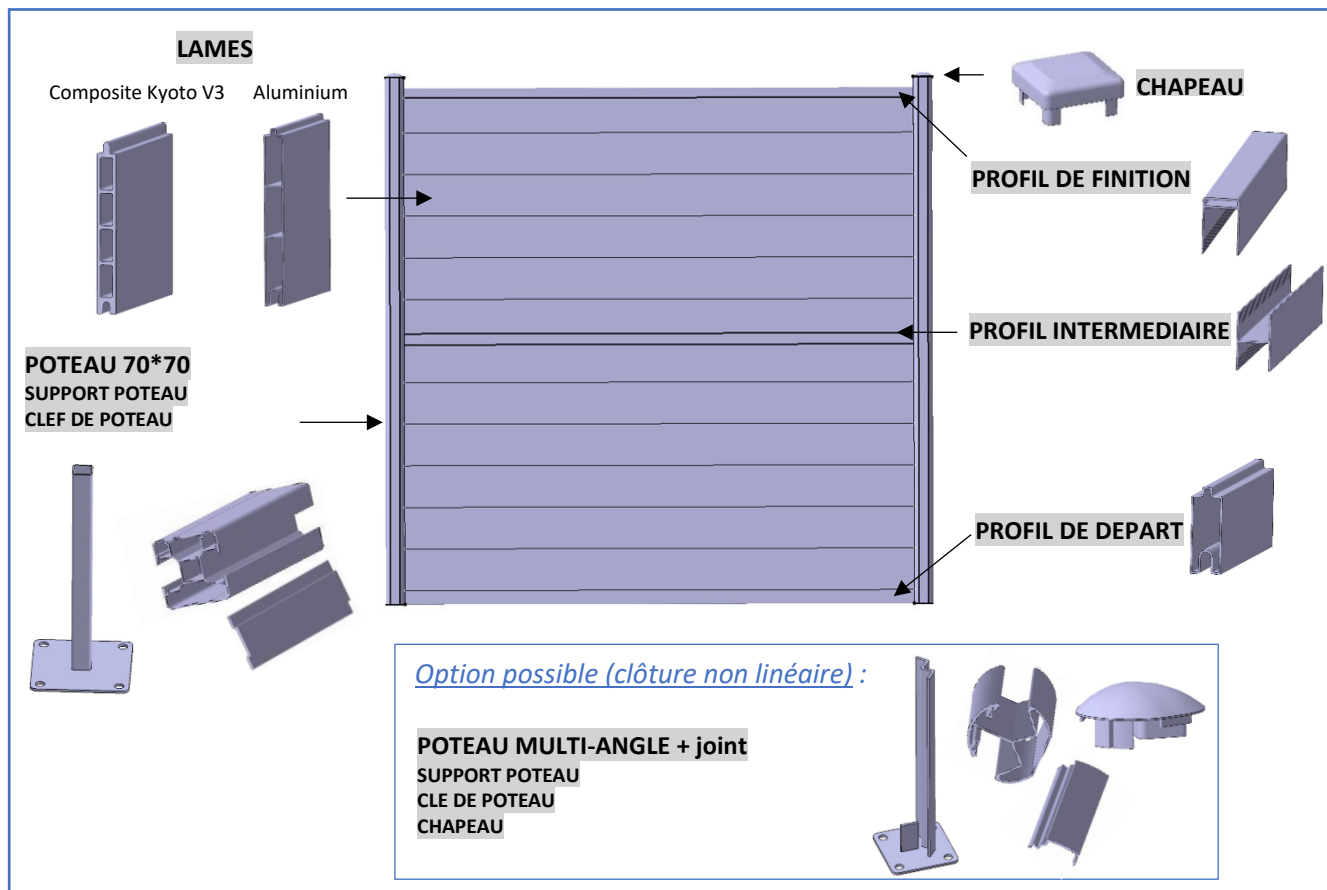 LAMES
Composite Kyoto V3
Aluminium
CHAPEAU
PROFIL DE FINITION
PROFIL INTERMEDIAIRE
POTEAU 70*70
SUPPORT POTEAU
CLEF DE POTEAU
PROFIL DE DEPART
Option possible (clôture non linéaire) :
POTEAU MULTI-ANGLE + joint
SUPPORT POTEAU
CLE DE POTEAU
CHAPEAU